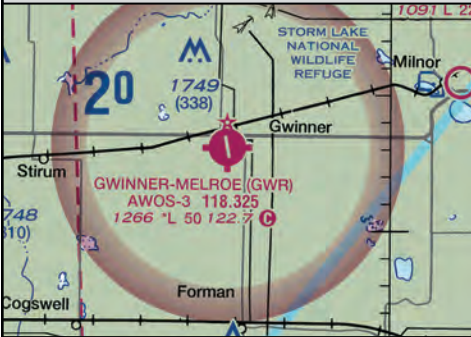 1091 L 22
STORM LAKE
NATIONAL
WILDLIFE
REFUGE
Milnor
1749
(338)
20
Gwinner
Stirum
GWINNER-MELROE (GWR)
AWOS-3 118.325
1266 *L 50 122.7 C
748
310)
Forman
Cogswell